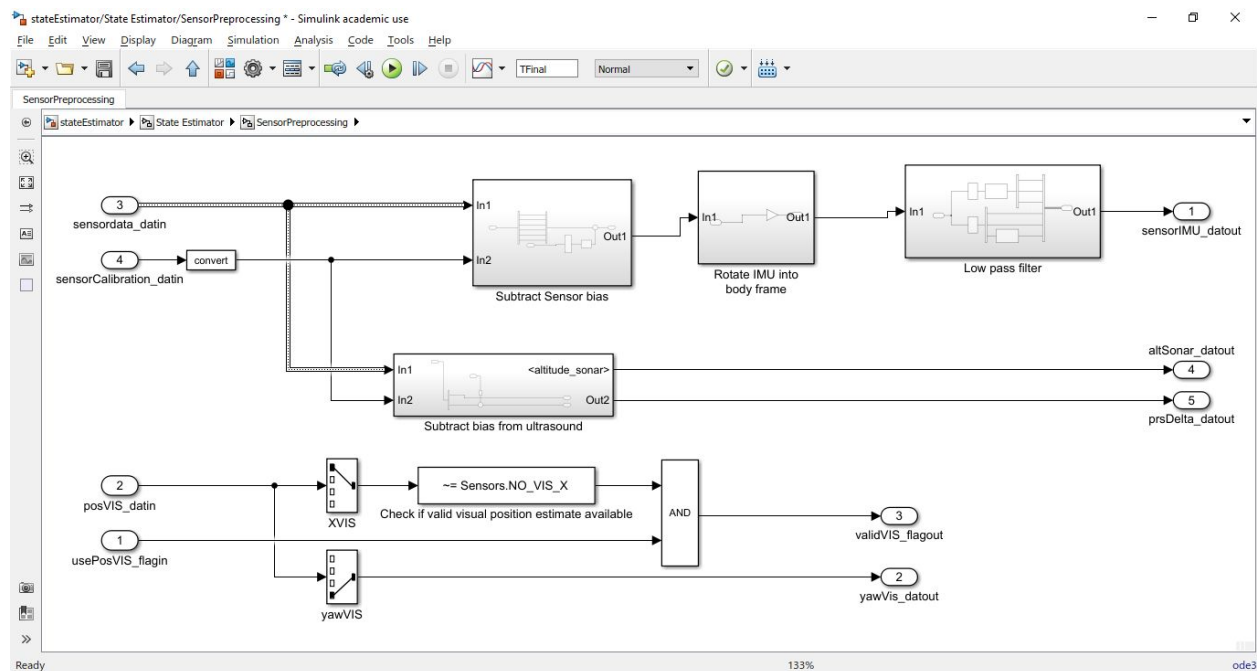 stateEstimator/State Estimator/SensorPreprocessing * - Simulink academic use
File Edit View Display Diagram Simulation Analysis Code Tools Help
TFinal Normal
SensorPreprocessing
stateEstimator State Estimator SensorPreprocessing
3
sensordata_datin
4
sensorCalibration_datin
convert
In1
In2
Out1
Subtract Sensor bias
In1 Out1
Rotate IMU into
body frame
In1 Out1
Low pass filter
1
sensorIMU_datout
In1 <altitude_sonar>
In2 Out2
Subtract bias from ultrasound
altSonar_datout
4
5
prsDelta_datout
2
posVIS_datin
XVIS
~= Sensors.NO_VIS_X
Check if valid visual position estimate available
AND
1
usePosVIS_flagin
3
validVIS_flagout
yawVIS
2
yawVis_datout
Ready 133% ode3